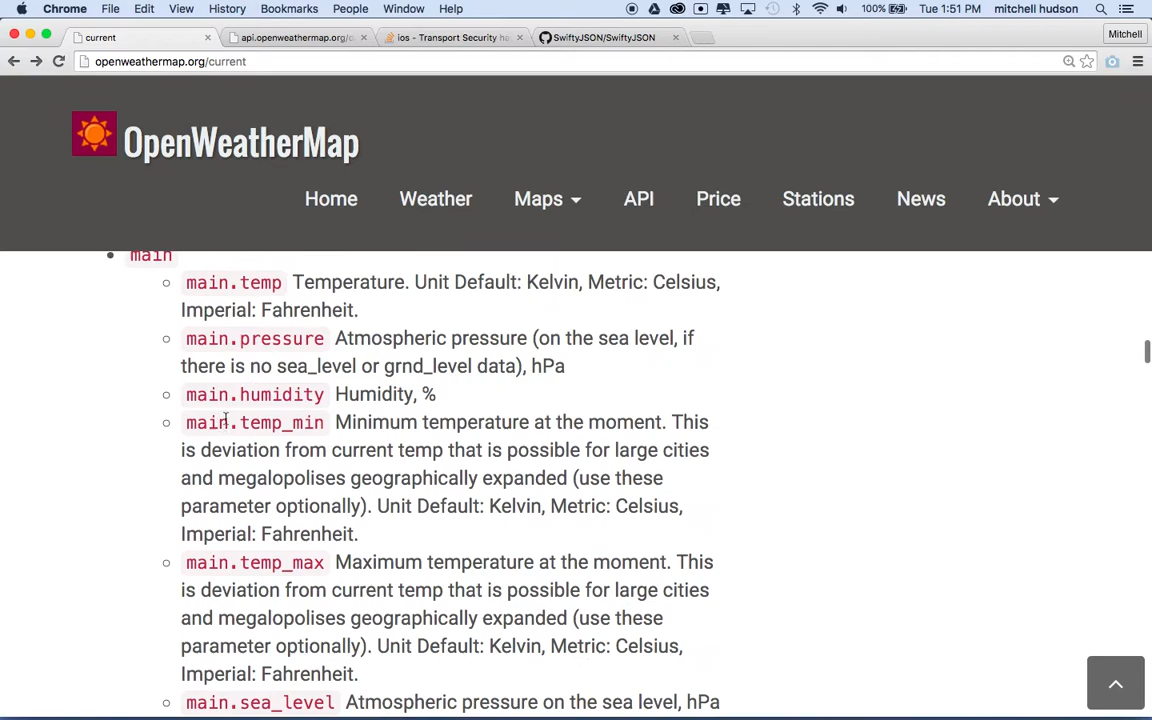 Chrome File Edit View History Bookmarks People Window Help 100% Tue 1:51 PM mitchell hudson
current api.openweathermap.org/d ios - Transport Security ha SwiftyJSON/SwiftyJSON Mitchell
openweathermap.org/current
OpenWeatherMap
Home Weather Maps API Price Stations News About
main
main.temp Temperature. Unit Default: Kelvin, Metric: Celsius,
Imperial: Fahrenheit.
main.pressure Atmospheric pressure (on the sea level, if
there is no sea_level or grnd_level data), hPa
main.humidity Humidity, %
main.temp_min Minimum temperature at the moment. This
is deviation from current temp that is possible for large cities
and megalopolises geographically expanded (use these
parameter optionally). Unit Default: Kelvin, Metric: Celsius,
Imperial: Fahrenheit.
main.temp_max Maximum temperature at the moment. This
is deviation from current temp that is possible for large cities
and megalopolises geographically expanded (use these
parameter optionally). Unit Default: Kelvin, Metric: Celsius,
Imperial: Fahrenheit.
main.sea_level Atmospheric pressure on the sea level, hPa